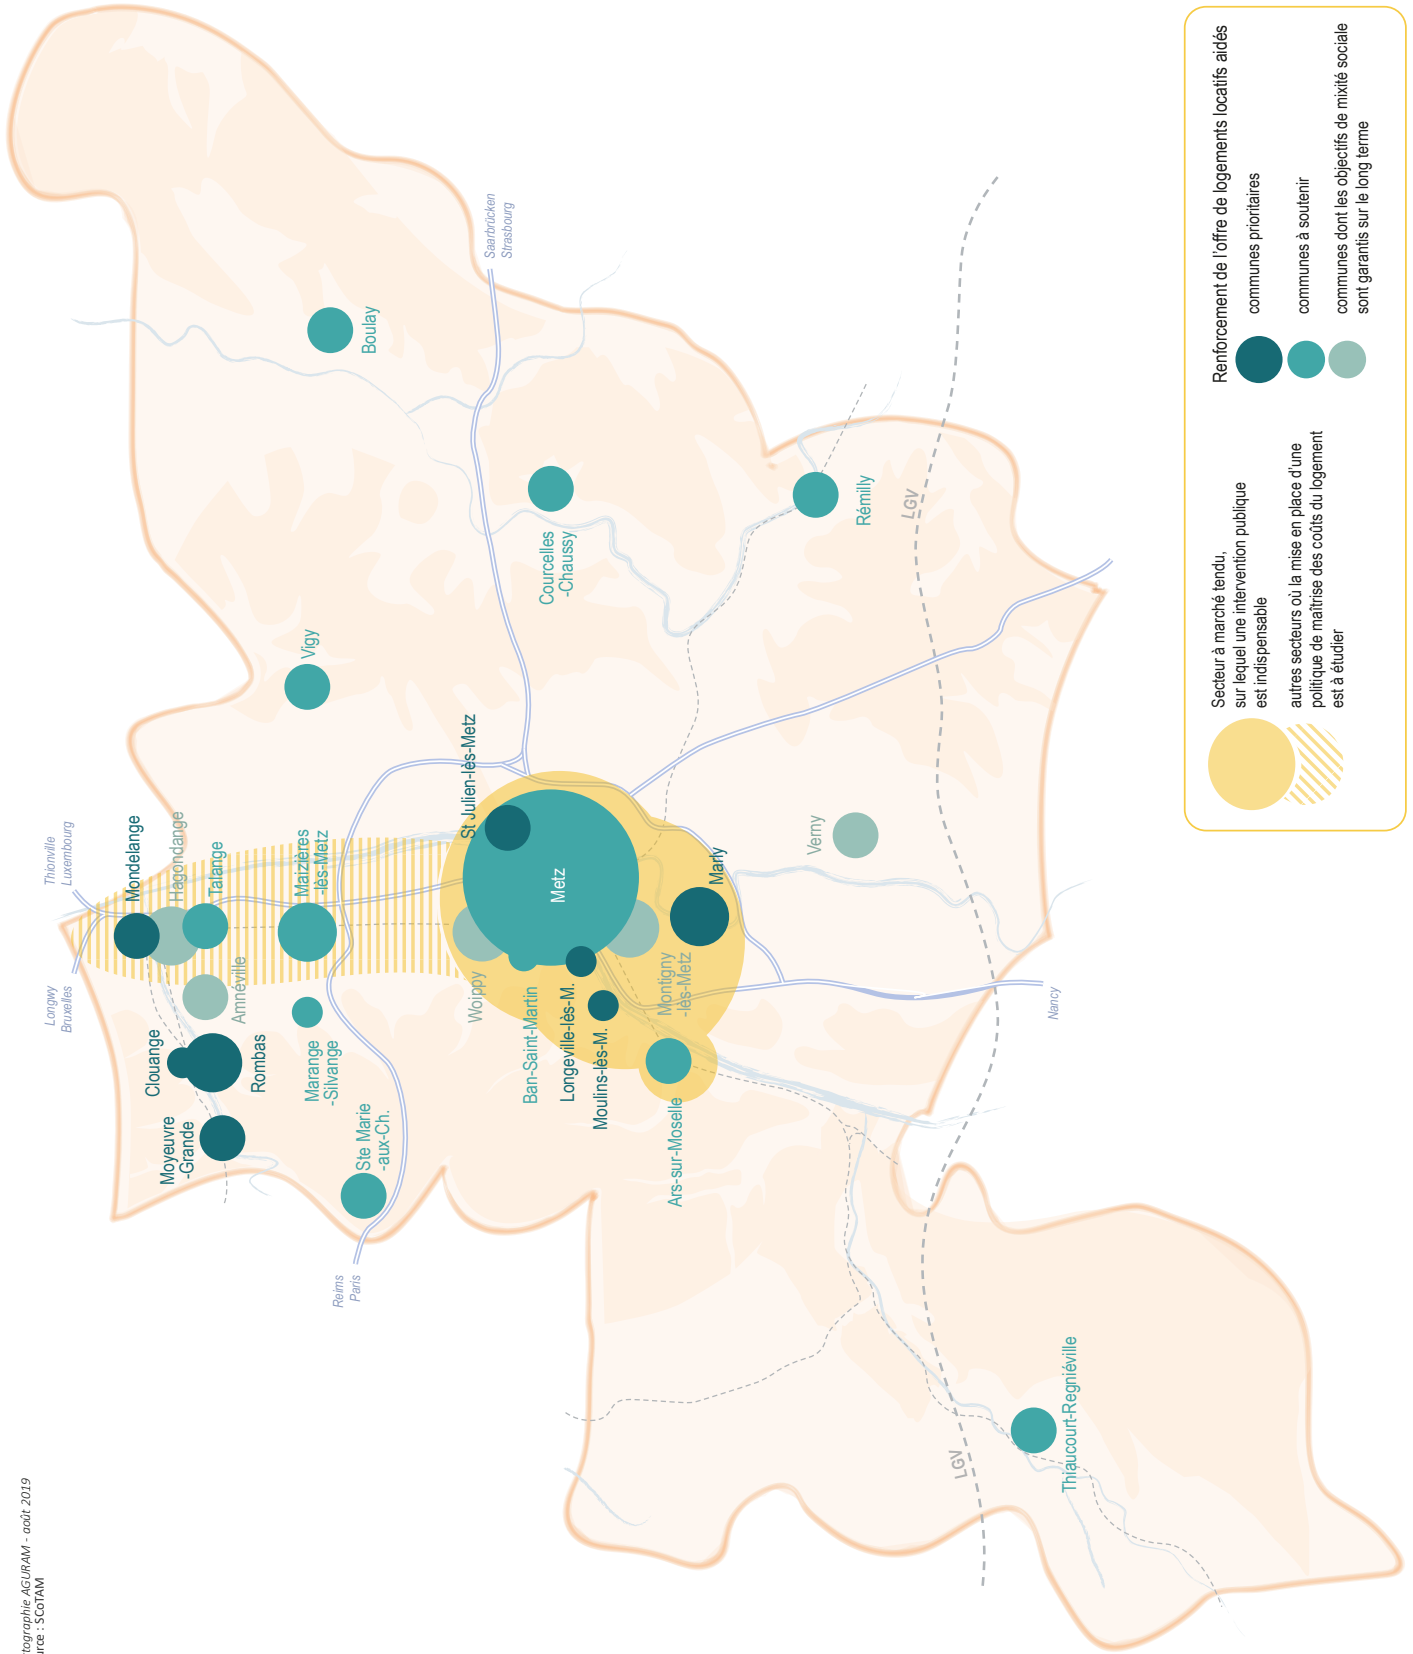 Thionville
Luxembourg
Longwy
Bruxelles
Mondelange
Hagondange
Talange
Maizières
-lès-Metz
Amnéville
Clouange
Rombas
Moyeuvre
-Grande
Marange
-Silvange
Ste Marie
-aux-Ch.
Reims
Paris
Vigy
Boulay
Saarbrücken
Strasbourg
Courcelles
-Chaussy
Rémilly
LGV
St Julien-lès-Metz
Metz
Woippy
Ban-Saint-Martin
Longeville-lès-M.
Moulins-lès-M.
Montigny
-lès-Metz
Marly
Ars-sur-Moselle
Verny
Nancy
LGV
Thiaucourt-Regniéville
Secteur à marché tendu,
sur lequel une intervention publique
est indispensable
autres secteurs où la mise en place d'une
politique de maîtrise des coûts du logement
est à étudier
Renforcement de l'offre de logements locatifs aidés
communes prioritaires
communes à soutenir
communes dont les objectifs de mixité sociale
sont garantis sur le long terme
tographie AGURAM - août 2019
urce : SCoTAM